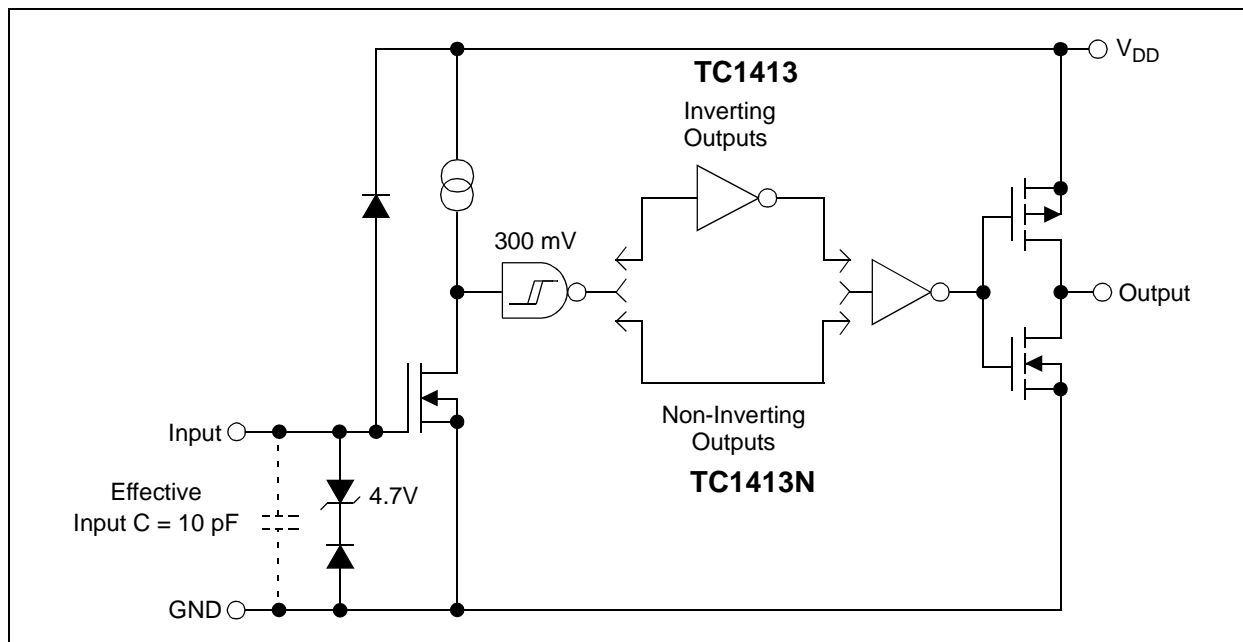 V_DD
TC1413
Inverting
Outputs
300 mV
Output
Non-Inverting
Outputs
TC1413N
Input
4.7V
Effective
Input C = 10 pF
GND